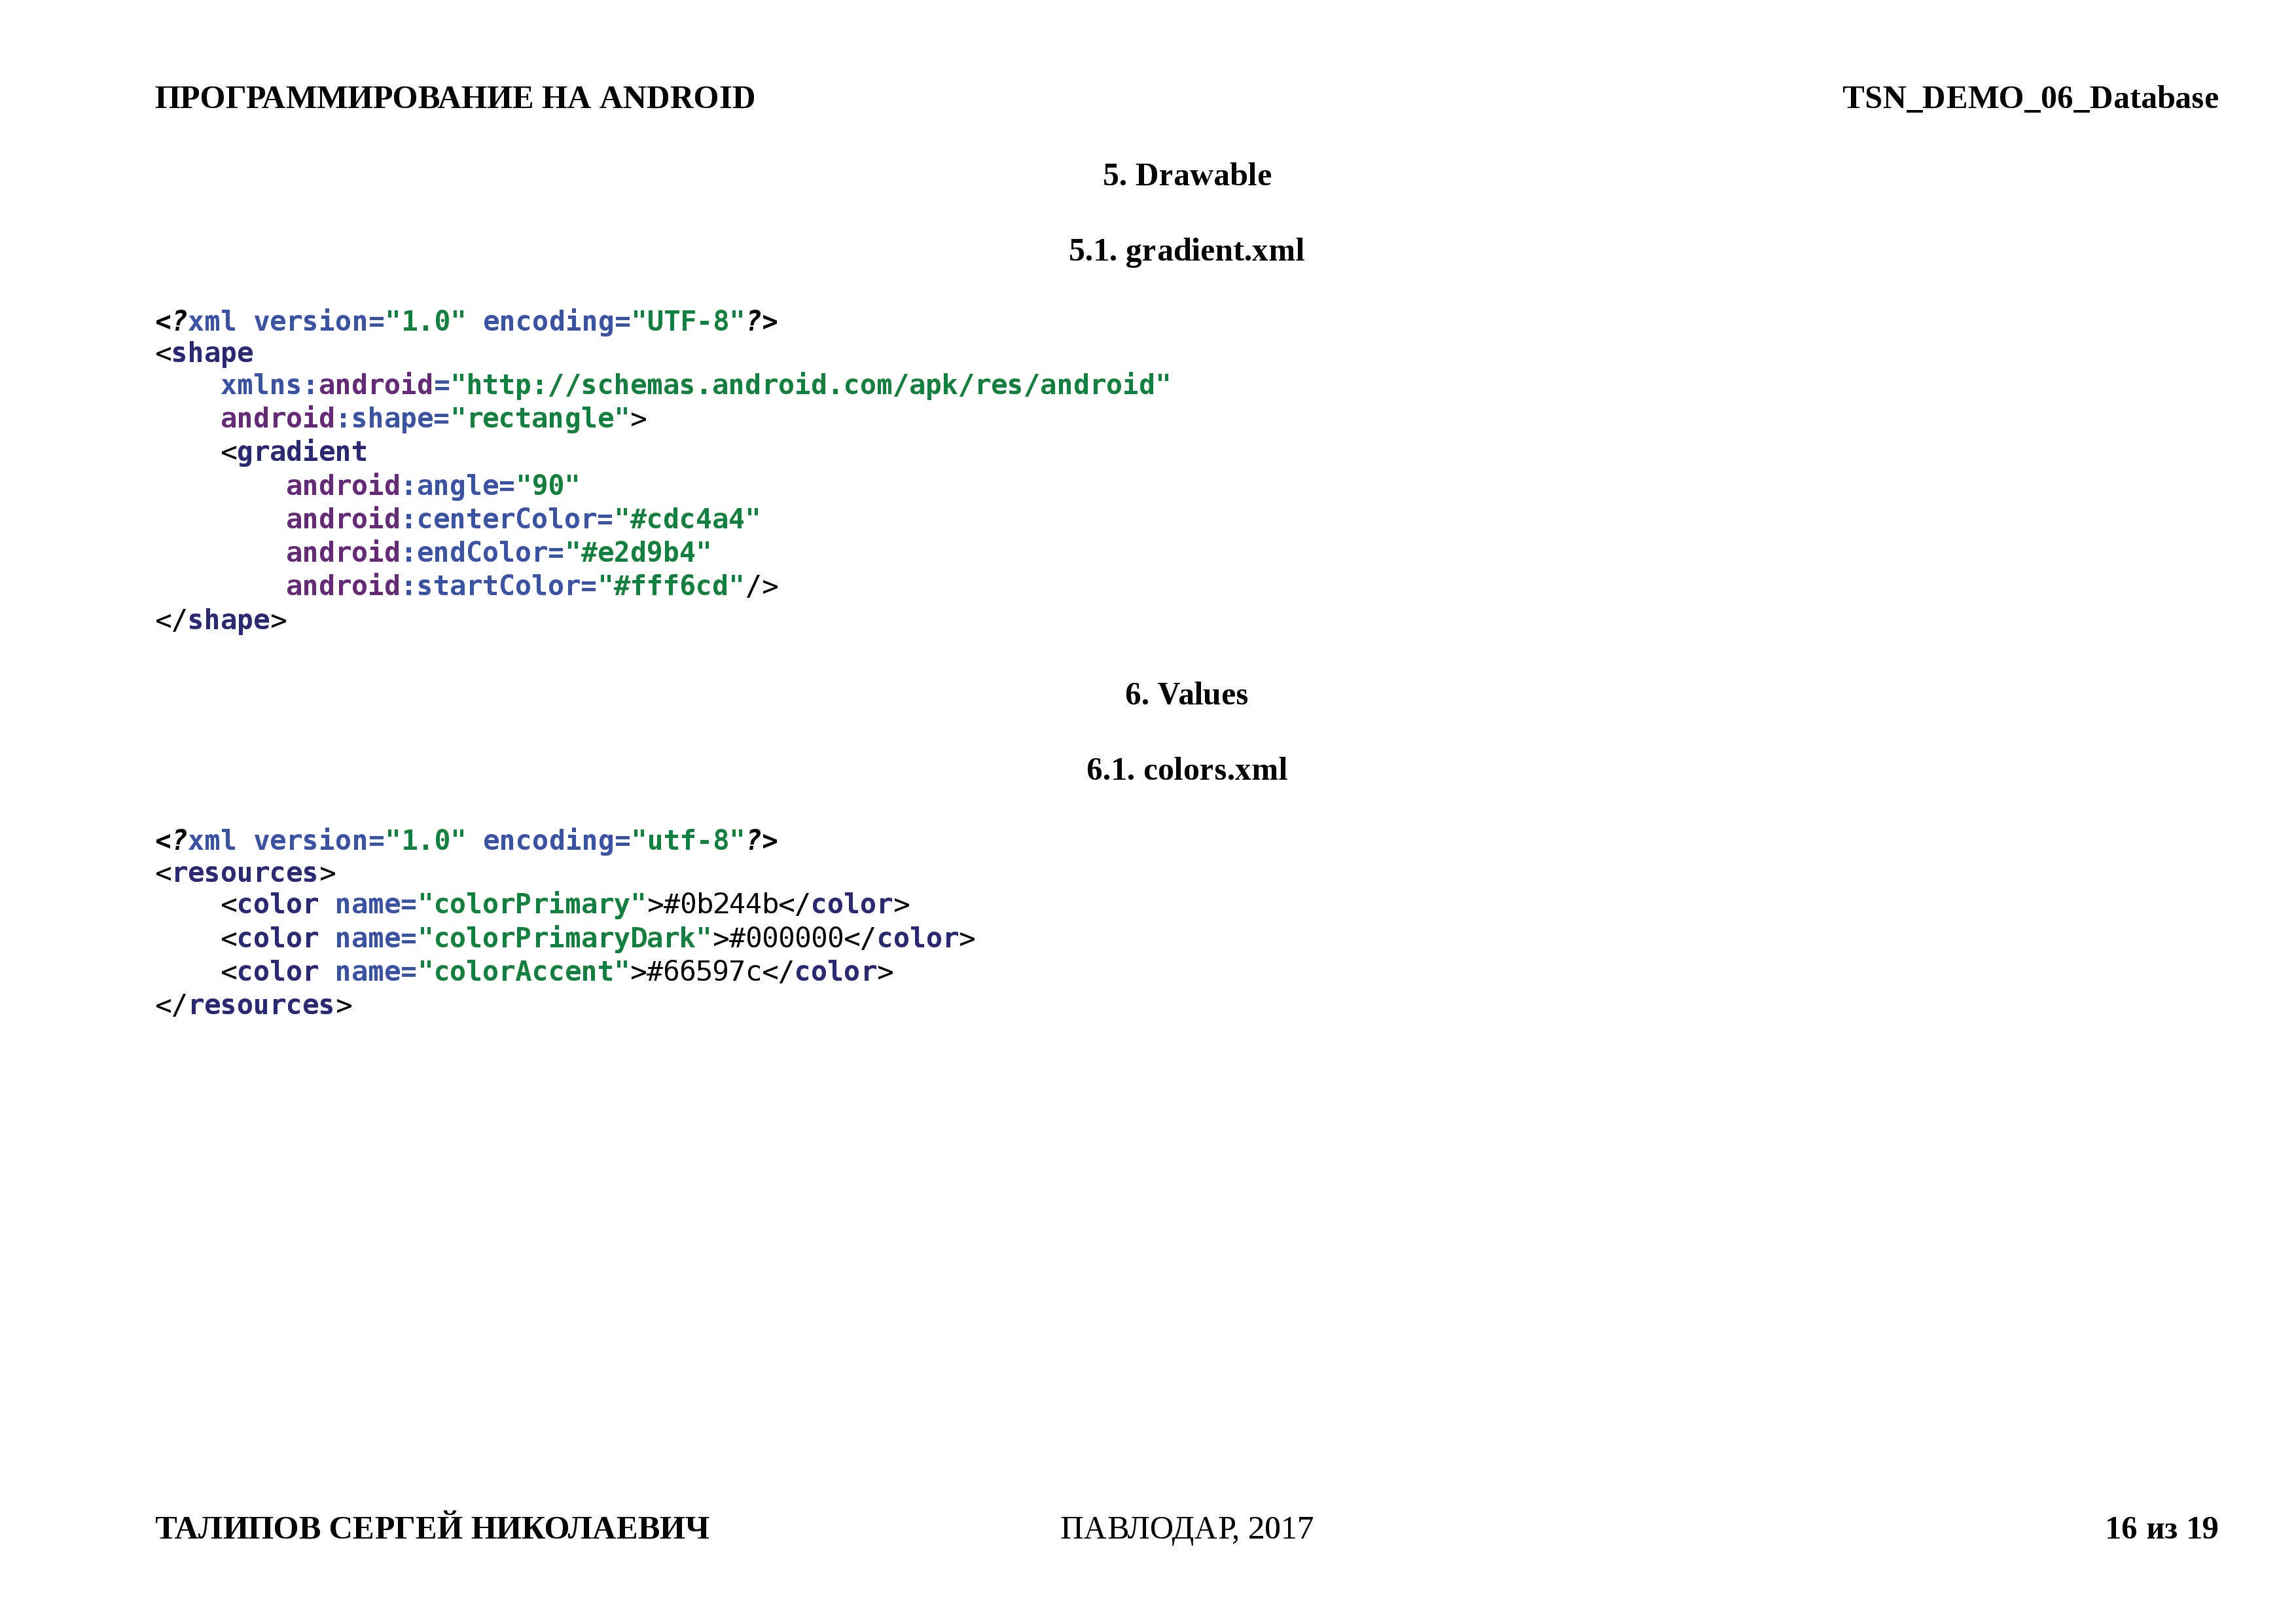 ПРОГРАММИРОВАНИЕ НА ANDROID TSN_DEMO_06_Database
5. Drawable
5.1. gradient.xml
<?xml version="1.0" encoding="UTF-8"?>
<shape
    xmlns:android="http://schemas.android.com/apk/res/android"
    android:shape="rectangle">
    <gradient
        android:angle="90"
        android:centerColor="#cdc4a4"
        android:endColor="#e2d9b4"
        android:startColor="#fff6cd"/>
</shape>
6. Values
6.1. colors.xml
<?xml version="1.0" encoding="utf-8"?>
<resources>
    <color name="colorPrimary">#0b244b</color>
    <color name="colorPrimaryDark">#000000</color>
    <color name="colorAccent">#66597c</color>
</resources>
ТАЛИПОВ СЕРГЕЙ НИКОЛАЕВИЧ ПАВЛОДАР, 2017 16 из 19